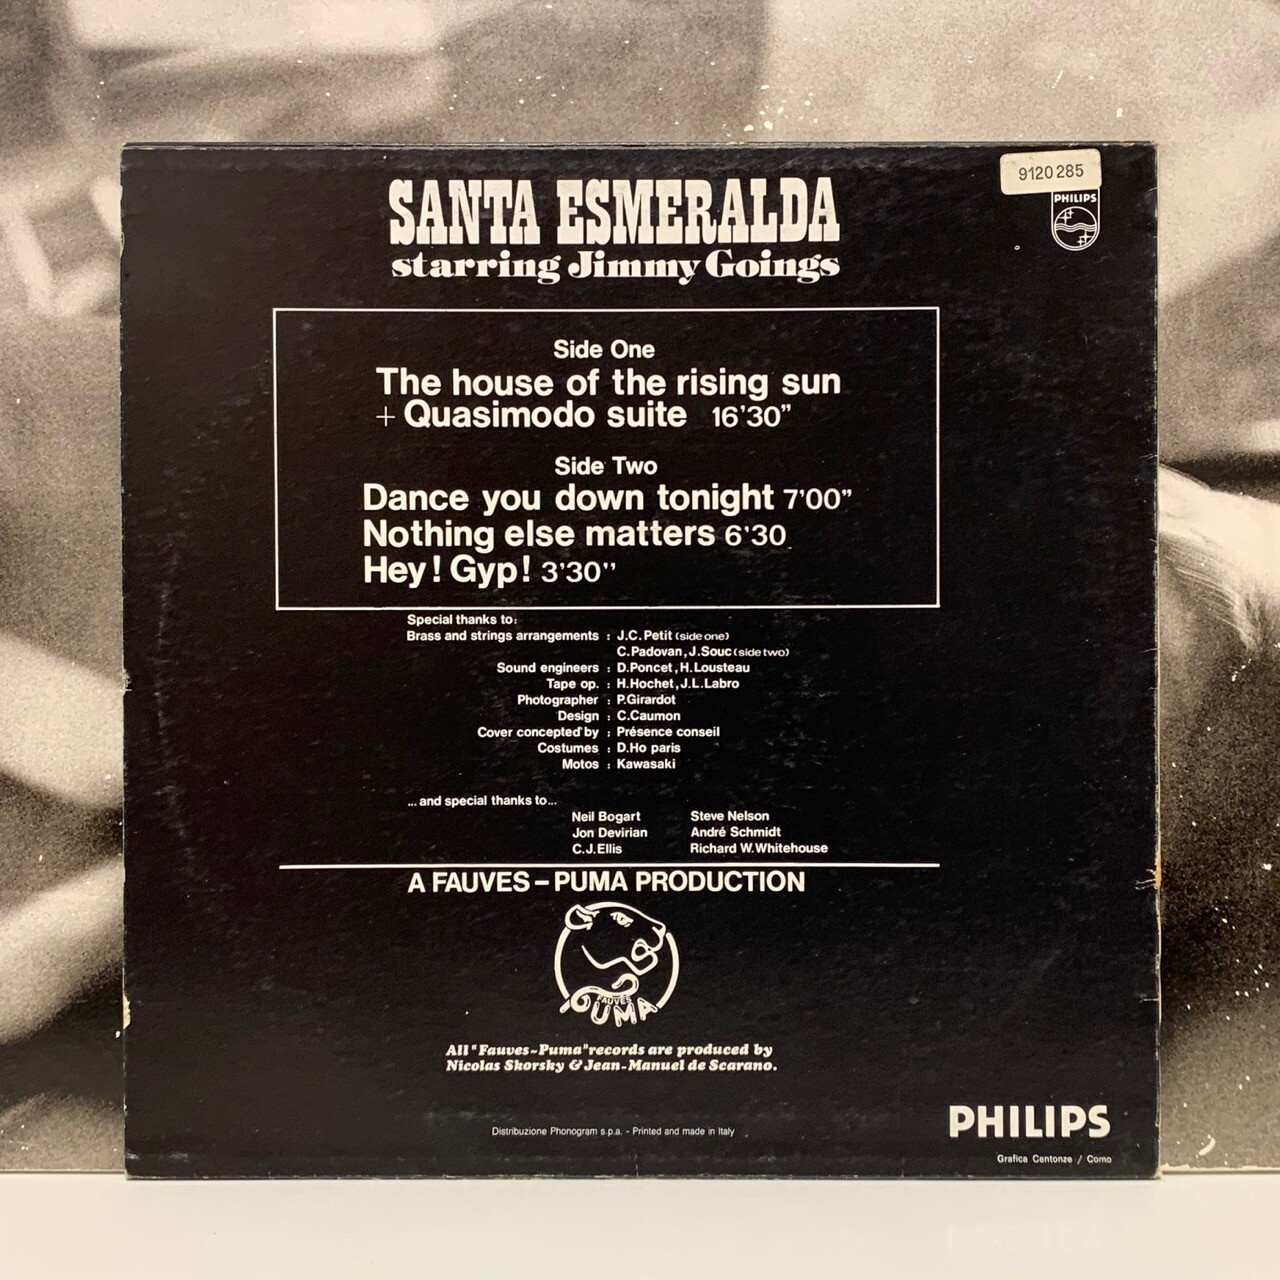 9120 285
PHILIPS
SANTA ESMERALDA
starring Jimmy Goings
Side One
The house of the rising sun
+ Quasimodo suite 16'30"
Side Two
Dance you down tonight 7'00"
Nothing else matters 6'30
Hey! Gyp! 3'30''
Special thanks to:
Brass and strings arrangements : J.C. Petit (side one)
C. Padovan, J. Souc (side two)
Sound engineers : D. Poncet, H. Lousteau
Tape op. : H. Hochet, J.L. Labro
Photographer : P. Girardot
Design : C. Caumon
Cover concepted by : Présence conseil
Costumes : D. Ho paris
Motos : Kawasaki
... and special thanks to...
Neil Bogart Steve Nelson
Jon Devirian André Schmidt
C.J. Ellis Richard W. Whitehouse
A FAUVES – PUMA PRODUCTION
FAUVES
PUMA
All "Fauves-Puma" records are produced by
Nicolas Skorsky & Jean-Manuel de Scarano.
Distribuzione Phonogram s.p.a. - Printed and made in Italy
PHILIPS
Grafica Centonze / Como